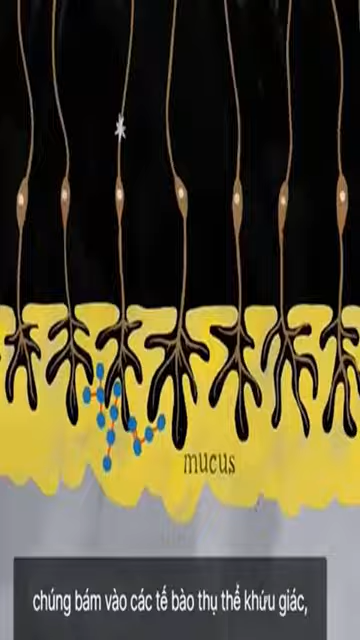 mucus
chúng bám vào các tế bào thụ thể khứu giác,